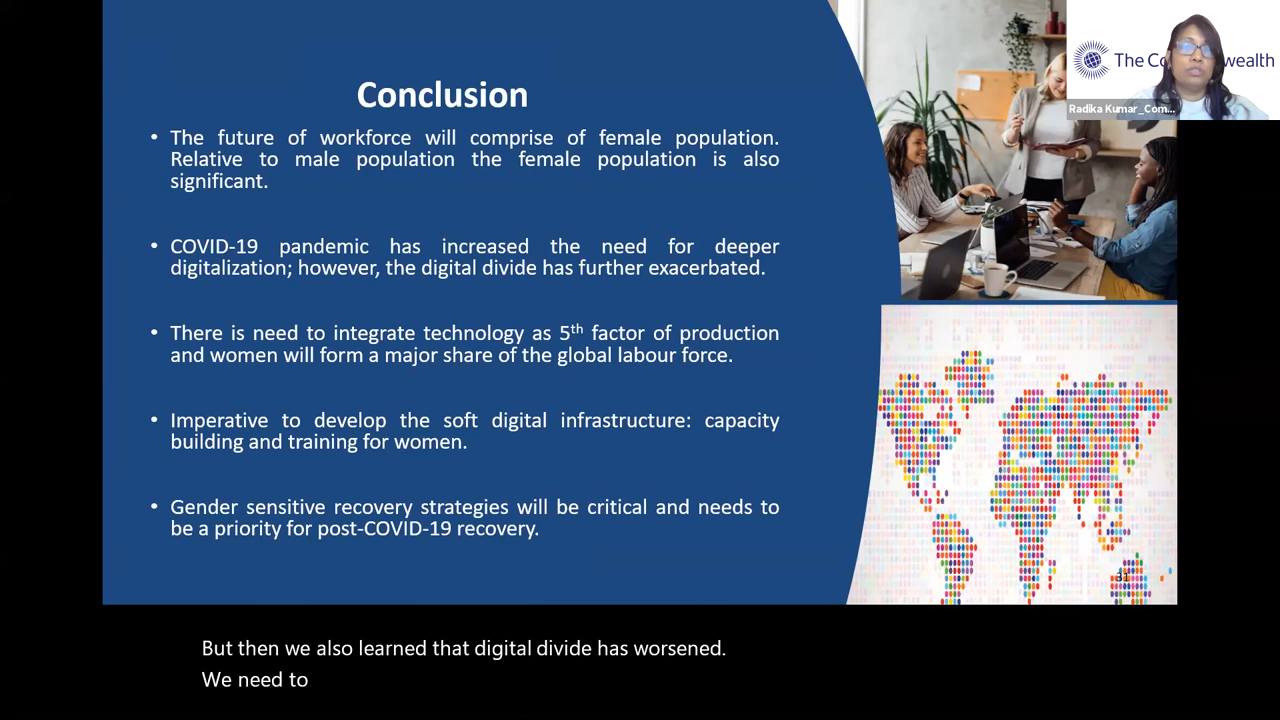 Conclusion
• The future of workforce will comprise of female population.
Relative to male population the female population is also
significant.
• COVID-19 pandemic has increased the need for deeper
digitalization; however, the digital divide has further exacerbated.
• There is need to integrate technology as 5th factor of production
and women will form a major share of the global labour force.
• Imperative to develop the soft digital infrastructure: capacity
building and training for women.
• Gender sensitive recovery strategies will be critical and needs to
be a priority for post-COVID-19 recovery.
The Co wealth
Radika Kumar_Com...
31
But then we also learned that digital divide has worsened.
We need to